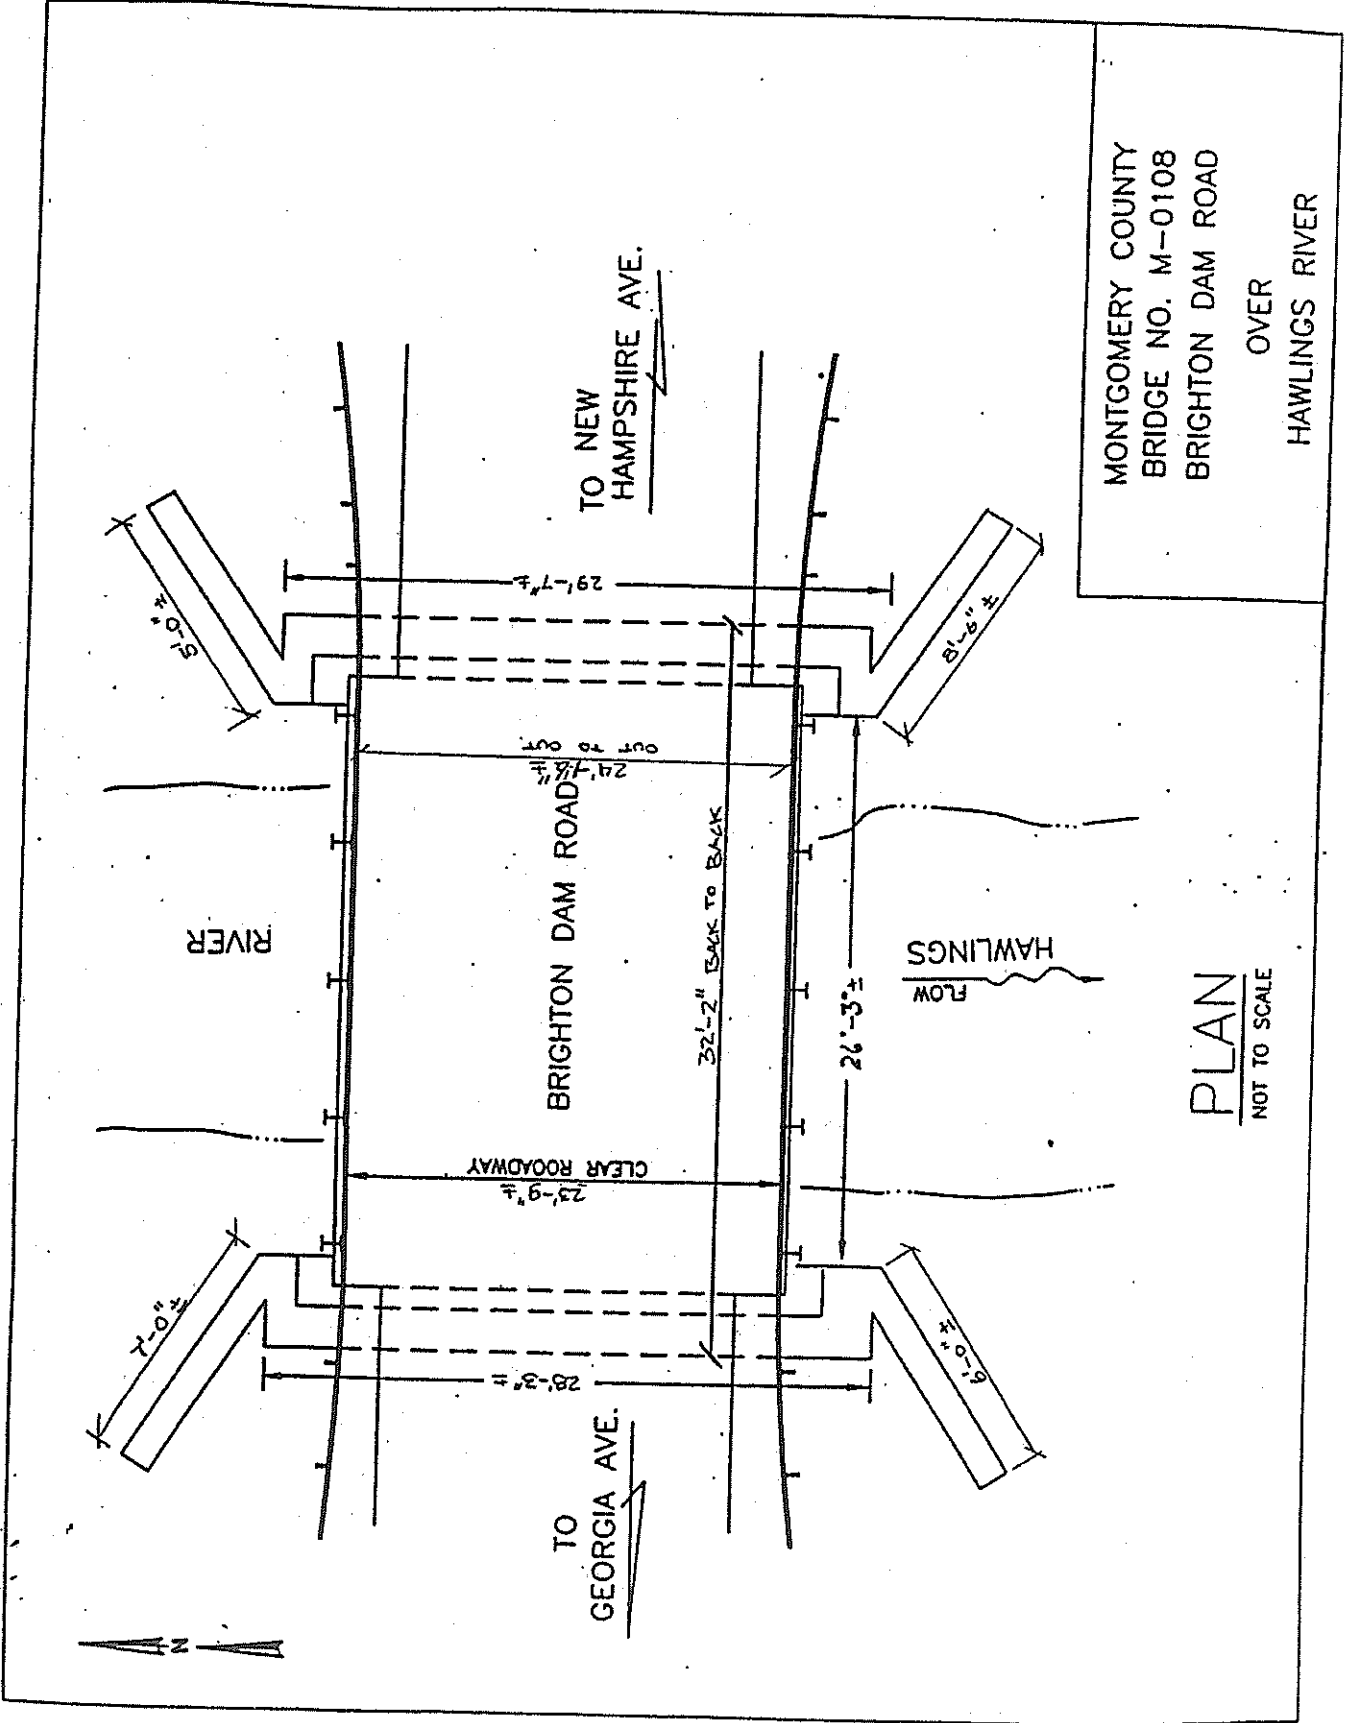 MONTGOMERY COUNTY
BRIDGE NO. M-0108
BRIGHTON DAM ROAD
OVER
HAWLINGS RIVER
N
TO
GEORGIA AVE.
TO NEW
HAMPSHIRE AVE.
7'-0" ±
5'-0" ±
RIVER
28'-3" ±
29'-7" ±
23'-9" ±
CLEAR ROOADWAY
BRIGHTON DAM ROAD
OUT TO OUT
32'-2" BACK TO BACK
26'-3" ±
6'-0" ±
8'-6" ±
HAWLINGS
FLOW
PLAN
NOT TO SCALE